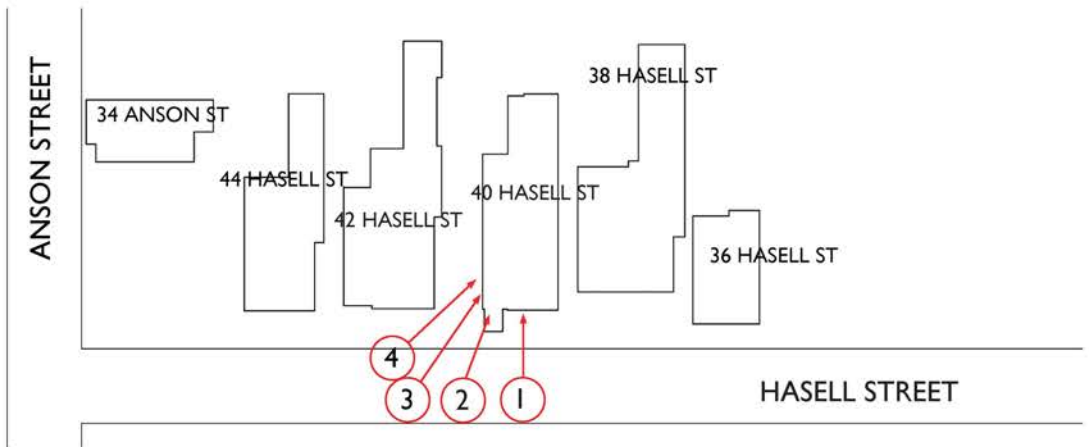 ANSON STREET
34 ANSON ST
44 HASELL ST
42 HASELL ST
40 HASELL ST
38 HASELL ST
36 HASELL ST
4
3
2
1
HASELL STREET